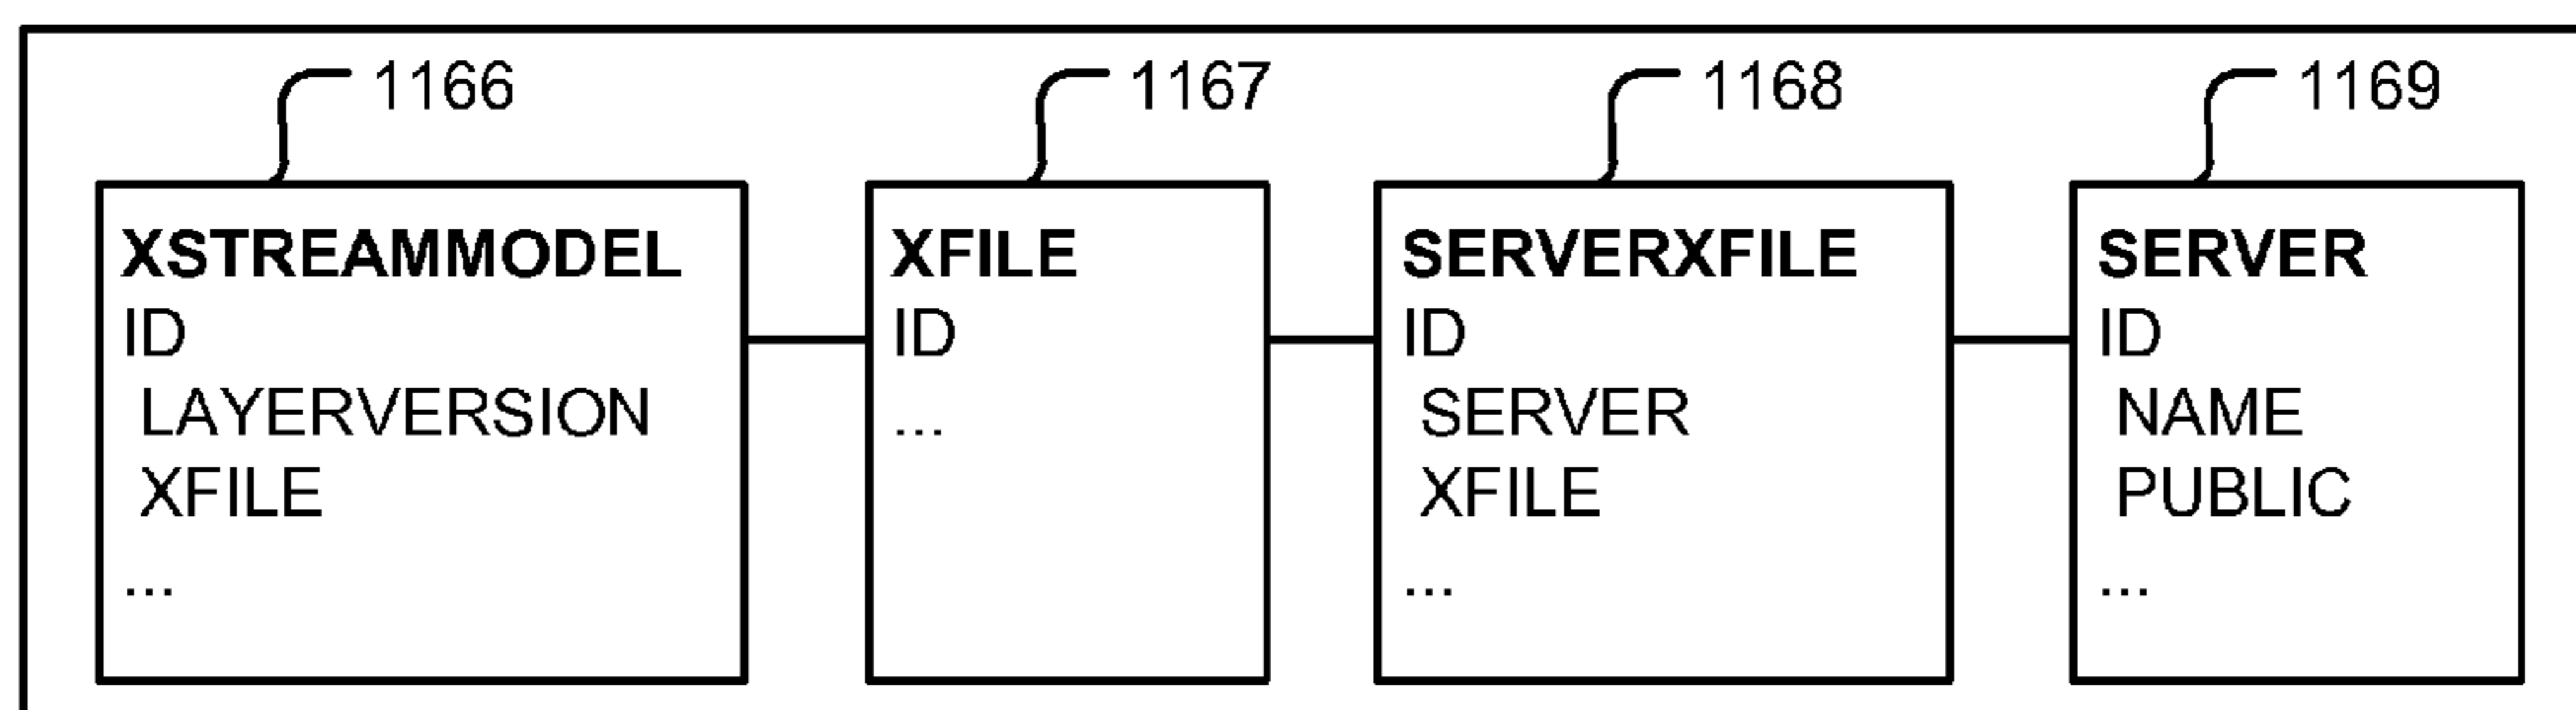 1166
1167
1168
1169
XSTREAMMODEL
ID
LAYERVERSION
XFILE
...
XFILE
ID
...
SERVERXFILE
ID
SERVER
XFILE
...
SERVER
ID
NAME
PUBLIC
...